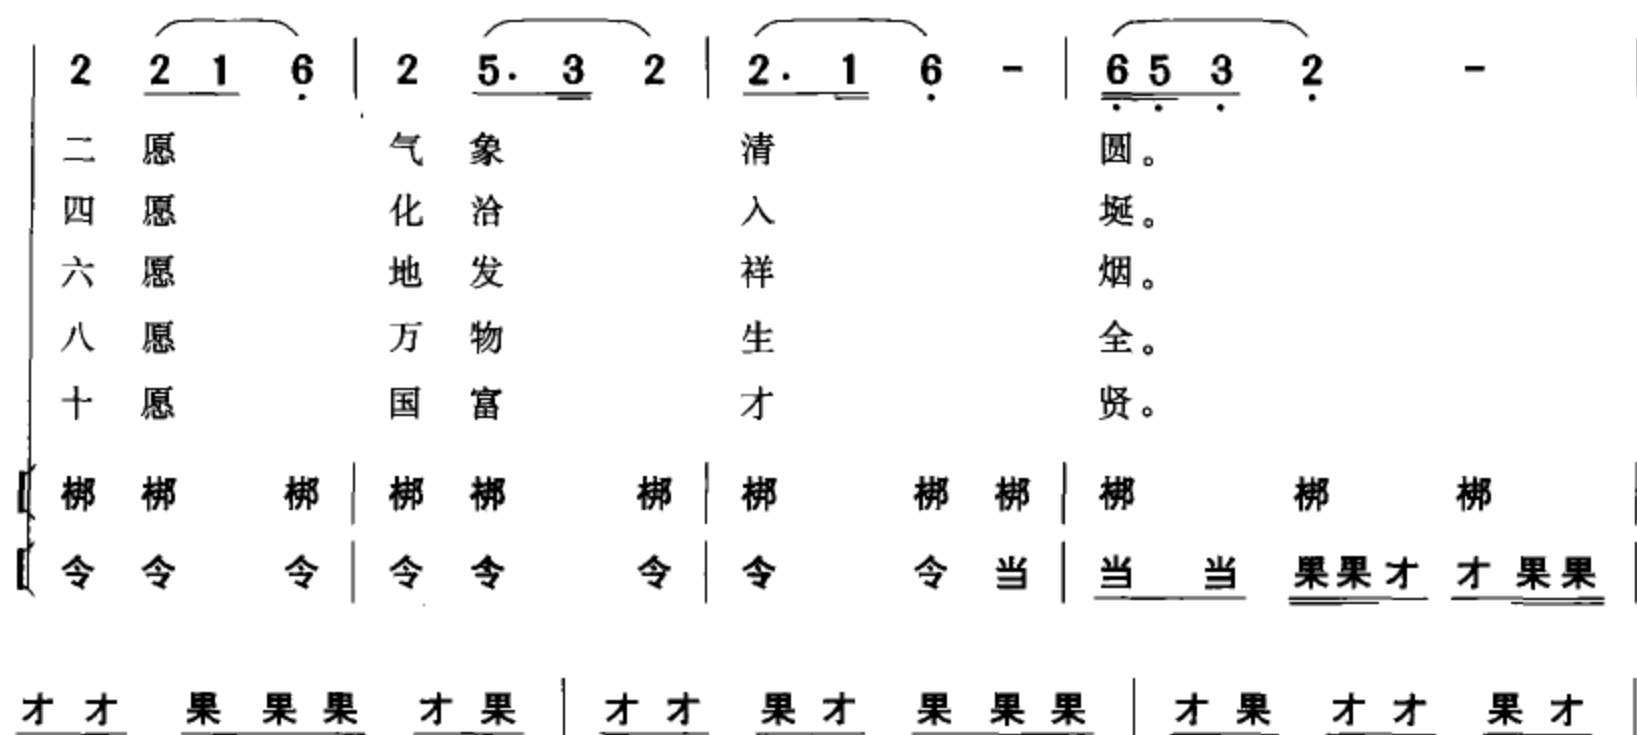 2 2 1 6 | 2 5. 3 2 | 2. 1 6 - | 6 5 3 2 -
二 愿 气 象 清 圆。
四 愿 化 洽 入 埏。
六 愿 地 发 祥 烟。
八 愿 万 物 生 全。
十 愿 国 富 才 贤。
梆 梆 梆 | 梆 梆 梆 | 梆 梆 梆 | 梆 梆 梆
令 令 令 | 令 令 令 | 令 令 当 | 当 当 果果才 才果果
才 才 果 果 果 才 果 | 才 才 果 才 果 果 果 | 才 果 才 才 果 才